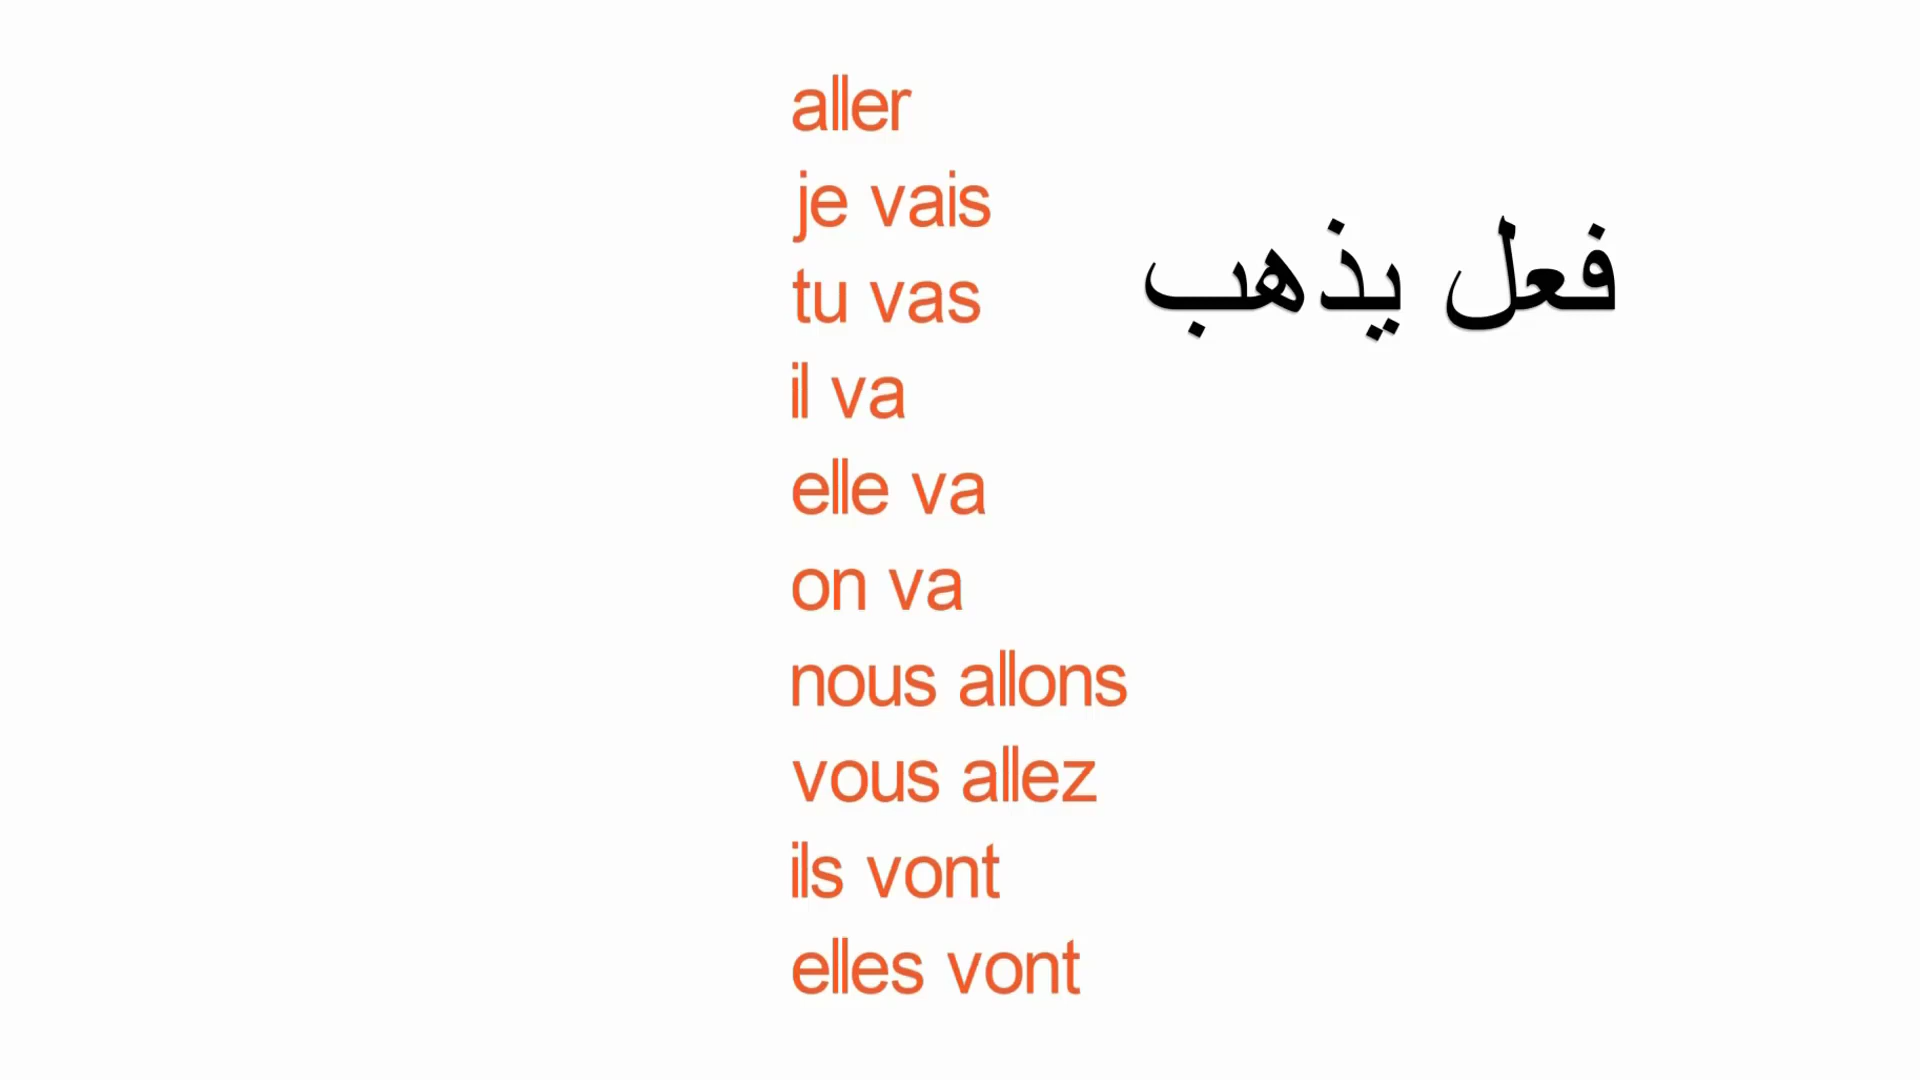 aller
je vais
فعل يذهب
tu vas
il va
elle va
on va
nous allons
vous allez
ils vont
elles vont